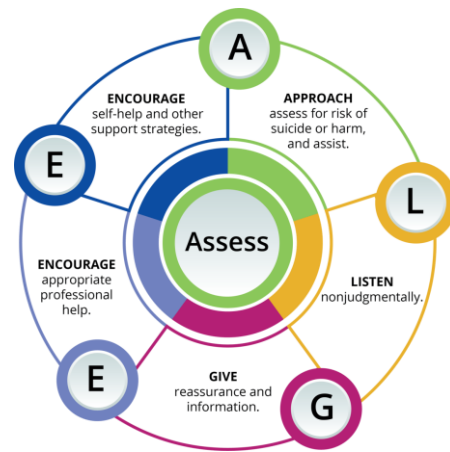 A
APPROACH
assess for risk of
suicide or harm,
and assist.
L
LISTEN
nonjudgmentally.
G
GIVE
reassurance and
information.
E
ENCOURAGE
appropriate
professional
help.
E
ENCOURAGE
self-help and other
support strategies.
Assess